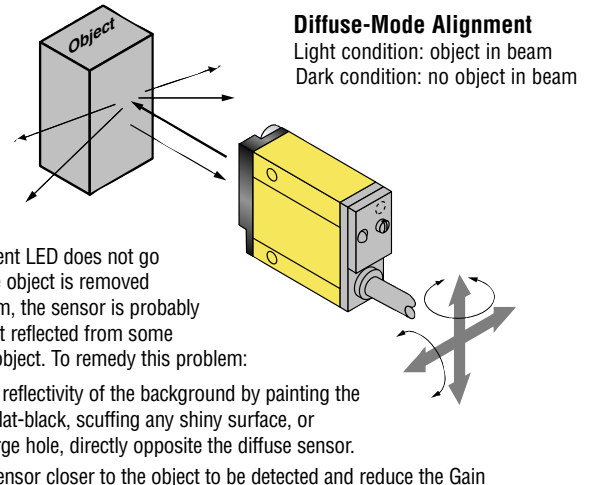 Object
Diffuse-Mode Alignment
Light condition: object in beam
Dark condition: no object in beam
ent LED does not go
object is removed
m, the sensor is probably
t reflected from some
object. To remedy this problem:
reflectivity of the background by painting the
lat-black, scuffing any shiny surface, or
rge hole, directly opposite the diffuse sensor.
ensor closer to the object to be detected and reduce the Gain